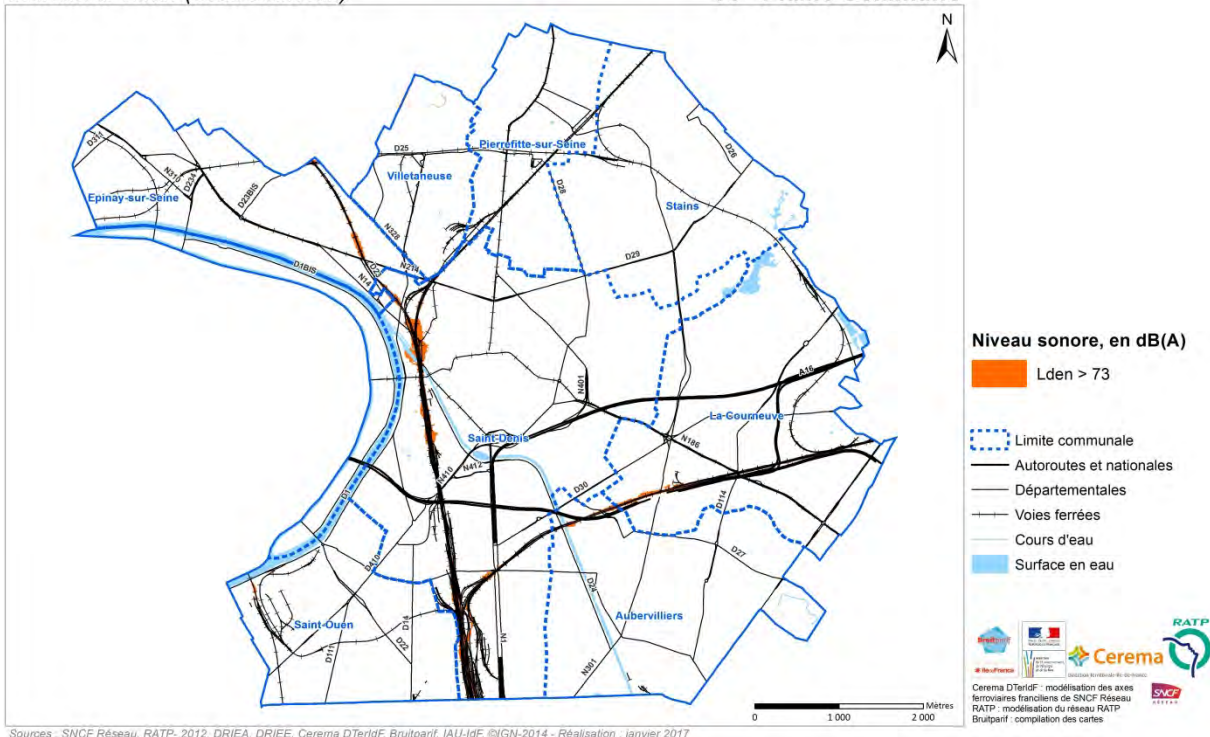 N
D313
N310
D234
D23BIS
Epinay-sur-Seine
D25
Villetaneuse
Pierrefitte-sur-Seine
D28
D26
Stains
N328
D1BIS
N214
N14
D29
N401
A16
La Courneuve
Saint-Denis
N186
N410
N412
D30
D1
D114
D27
DA10
D24
Aubervilliers
Saint-Ouen
D14
D22
D111
N1
N301
Mètres
0 1 000 2 000
Niveau sonore, en dB(A)
Lden > 73
Limite communale
Autoroutes et nationales
Départementales
Voies ferrées
Cours d'eau
Surface en eau
RATP
Cerema
îledeFrance
SNCF
RÉSEAU
Cerema DTerIdF : modélisation des axes
ferroviaires franciliens de SNCF Réseau
RATP : modélisation du réseau RATP
Bruitparif : compilation des cartes
Sources : SNCF Réseau, RATP- 2012, DRIEA, DRIEE, Cerema DTerIdF, Bruitparif, IAU-IdF, ©IGN-2014 - Réalisation : janvier 2017